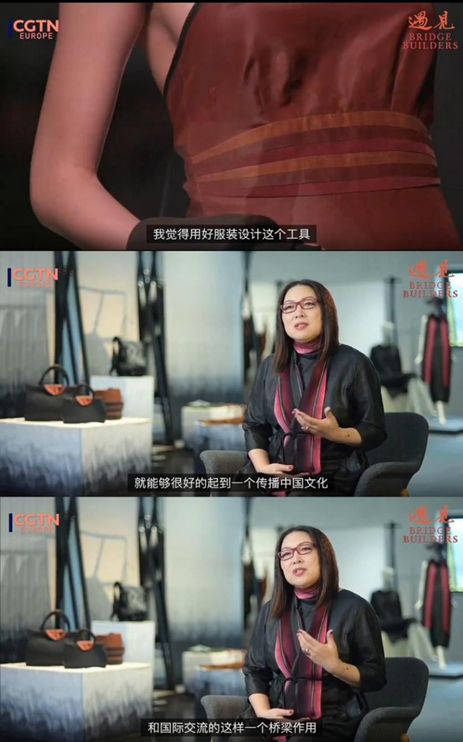 CGTN
EUROPE
遇見
BRIDGE
BUILDERS
我觉得用好服装设计这个工具
CGTN
EUROPE
遇見
BRIDGE
BUILDERS
就能够很好的起到一个传播中国文化
CGTN
EUROPE
遇見
BRIDGE
BUILDERS
和国际交流的这样一个桥梁作用